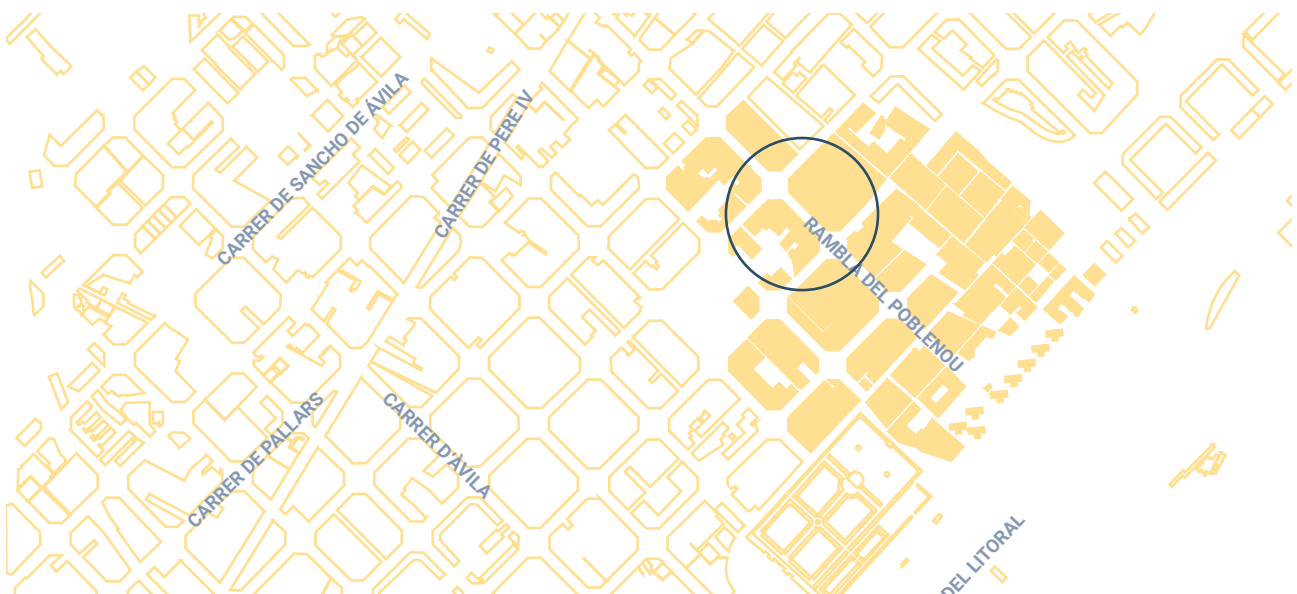 CARRER DE SANCHO DE ÁVILA
CARRER DE PERE IV
RAMBLA DEL POBLENOU
CARRER DE PALLARS
CARRER D'ÀVILA
DEL LITORAL